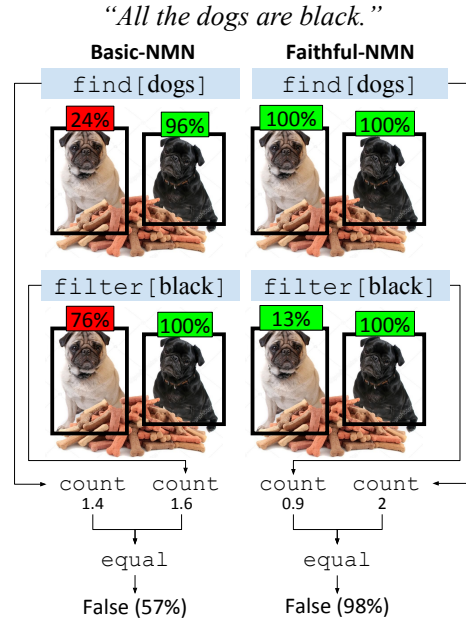 “All the dogs are black.”
Basic-NMN Faithful-NMN
find[dogs] find[dogs]
24% 96% 100% 100%
filter[black] filter[black]
76% 100% 13% 100%
count count count count
1.4 1.6 0.9 2
equal equal
False (57%) False (98%)